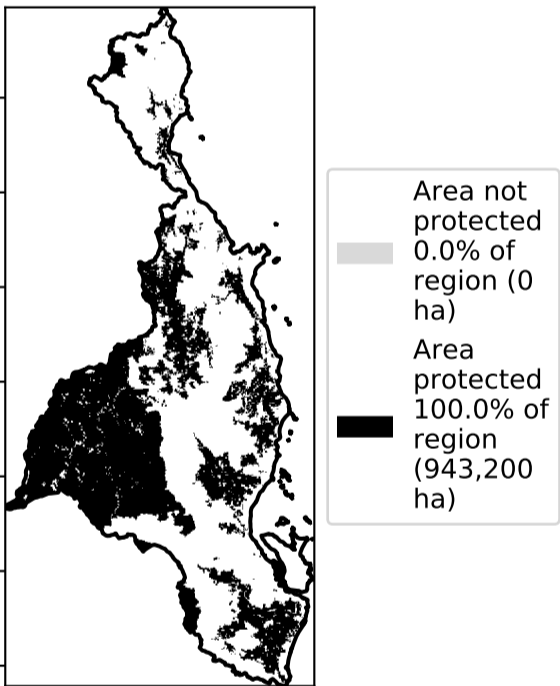 Area not
protected
0.0% of
region (0
ha)
Area
protected
100.0% of
region
(943,200
ha)